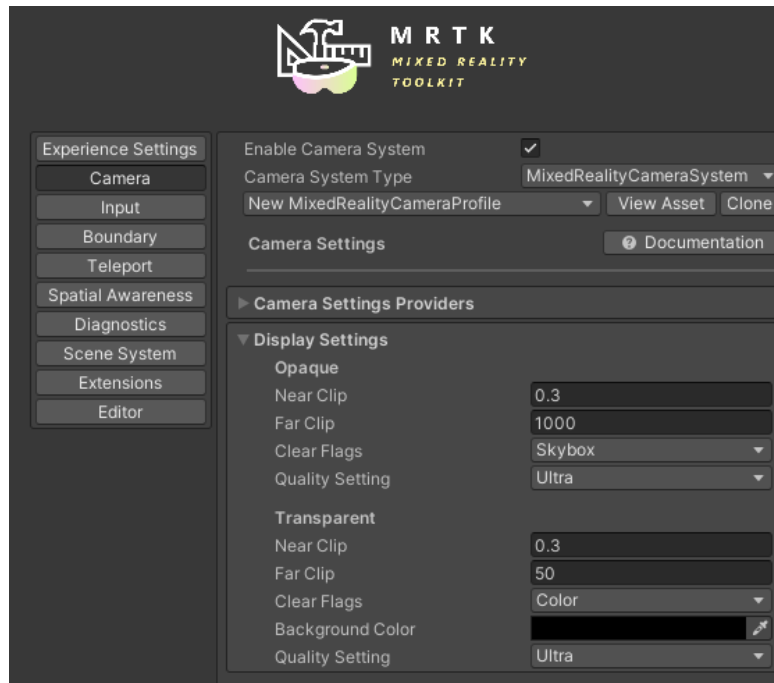 MRTK
MIXED REALITY
TOOLKIT
Experience Settings
Camera
Input
Boundary
Teleport
Spatial Awareness
Diagnostics
Scene System
Extensions
Editor
Enable Camera System
Camera System Type MixedRealityCameraSystem
New MixedRealityCameraProfile View Asset Clone
Camera Settings Documentation
Camera Settings Providers
Display Settings
Opaque
Near Clip 0.3
Far Clip 1000
Clear Flags Skybox
Quality Setting Ultra
Transparent
Near Clip 0.3
Far Clip 50
Clear Flags Color
Background Color
Quality Setting Ultra